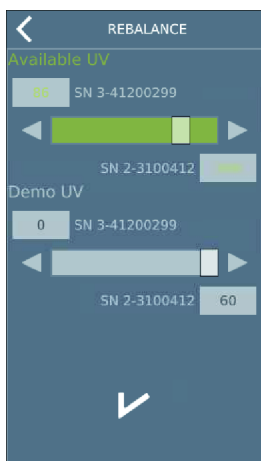 REBALANCE
Available UV
SN 3-41200299
SN 2-3100412
Demo UV
0 SN 3-41200299
SN 2-3100412 60